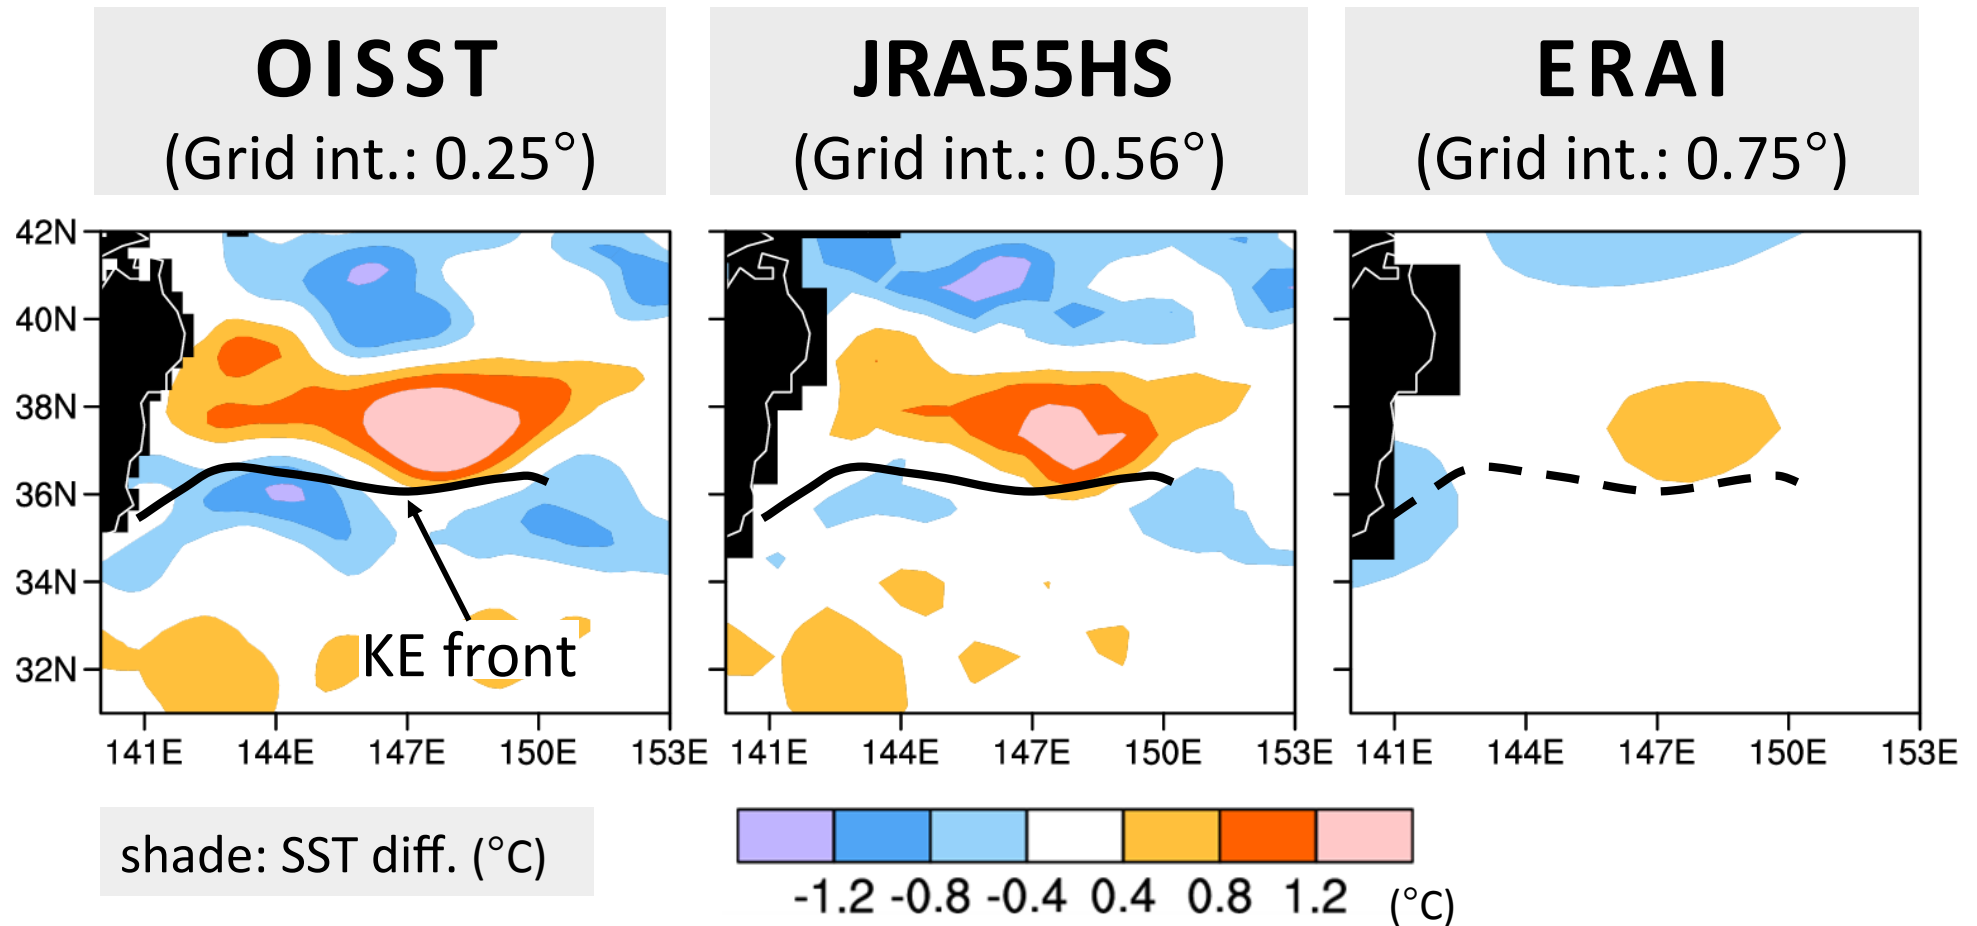 OISST
(Grid int.: 0.25°)
JRA55HS
(Grid int.: 0.56°)
ERAI
(Grid int.: 0.75°)
42N
40N
38N
36N
34N
32N
KE front
141E 144E 147E 150E 153E
141E 144E 147E 150E 153E
141E 144E 147E 150E 153E
shade: SST diff. (°C)
-1.2 -0.8 -0.4 0.4 0.8 1.2 (°C)